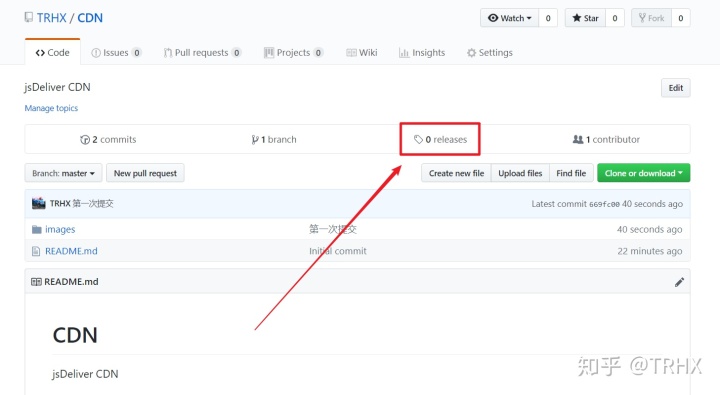 TRHX / CDN Watch 0 Star 0 Fork 0
Code Issues 0 Pull requests 0 Projects 0 Wiki Insights Settings
jsDeliver CDN Edit
Manage topics
2 commits 1 branch 0 releases 1 contributor
Branch: master New pull request Create new file Upload files Find file Clone or download
TRHX 第一次提交 Latest commit 669fc00 40 seconds ago
images 第一次提交 40 seconds ago
README.md Initial commit 22 minutes ago
README.md
CDN
jsDeliver CDN
知乎 @TRHX